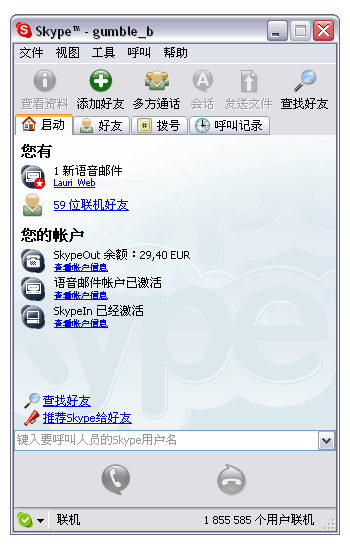 Skype™ - gumble_b
文件 视图 工具 呼叫 帮助
查看资料 添加好友 多方通话 会话 发送文件 查找好友
启动 好友 拨号 呼叫记录
您有
1 新语音邮件
Lauri_Web
59 位联机好友
您的帐户
SkypeOut 余额：29,40 EUR
查看帐户信息
语音邮件帐户已激活
查看帐户信息
SkypeIn 已经激活
查看帐户信息
查找好友
推荐Skype给好友
键入要呼叫人员的Skype用户名
联机 1 855 585 个用户联机